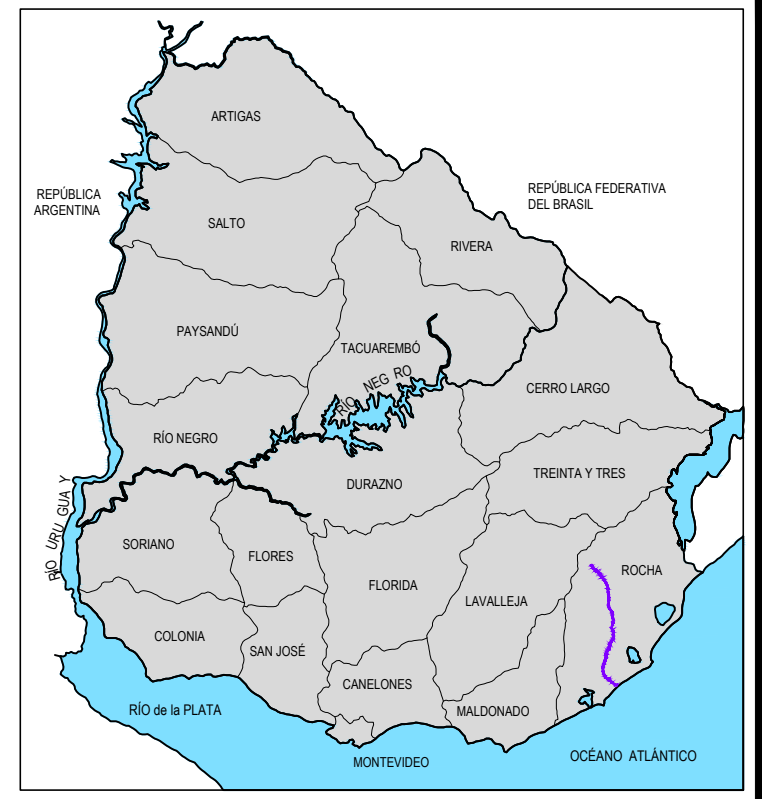 ARTIGAS
REPÚBLICA
ARGENTINA
REPÚBLICA FEDERATIVA
DEL BRASIL
SALTO
RIVERA
PAYSANDÚ
TACUAREMBÓ
RÍO NEG RO
CERRO LARGO
RÍO NEGRO
TREINTA Y TRES
DURAZNO
RÍO URU GUA Y
SORIANO
FLORES
ROCHA
FLORIDA
LAVALLEJA
COLONIA
SAN JOSÉ
CANELONES
RÍO de la PLATA
MALDONADO
MONTEVIDEO
OCÉANO ATLÁNTICO